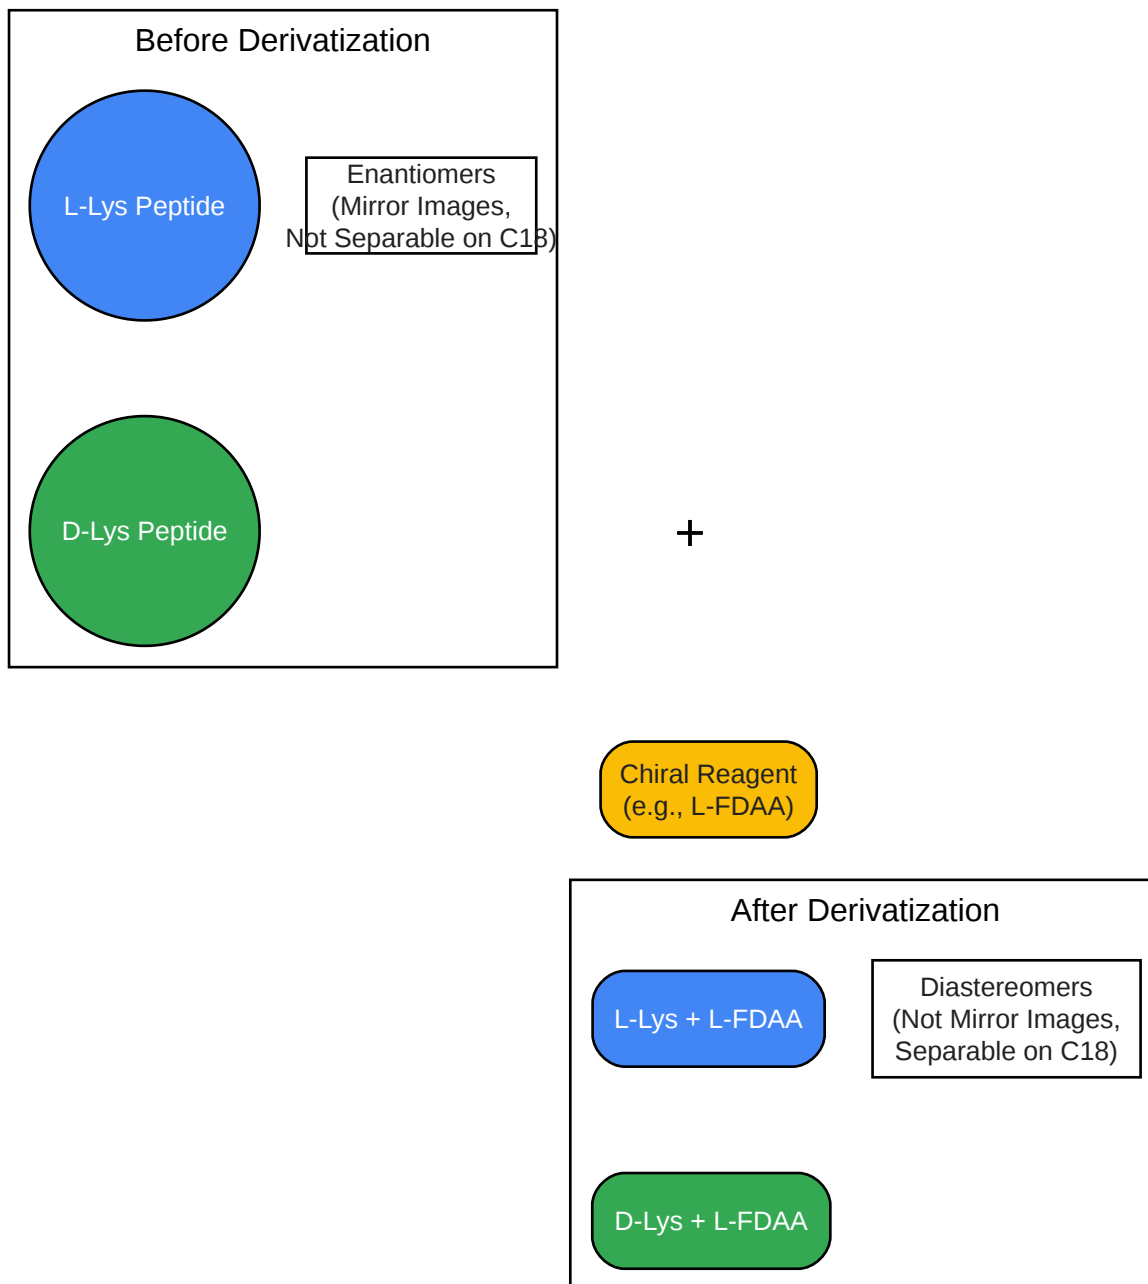 Before Derivatization
L-Lys Peptide
Enantiomers
(Mirror Images,
Not Separable on C18)
D-Lys Peptide
+
Chiral Reagent
(e.g., L-FDAA)
After Derivatization
L-Lys + L-FDAA
Diastereomers
(Not Mirror Images,
Separable on C18)
D-Lys + L-FDAA